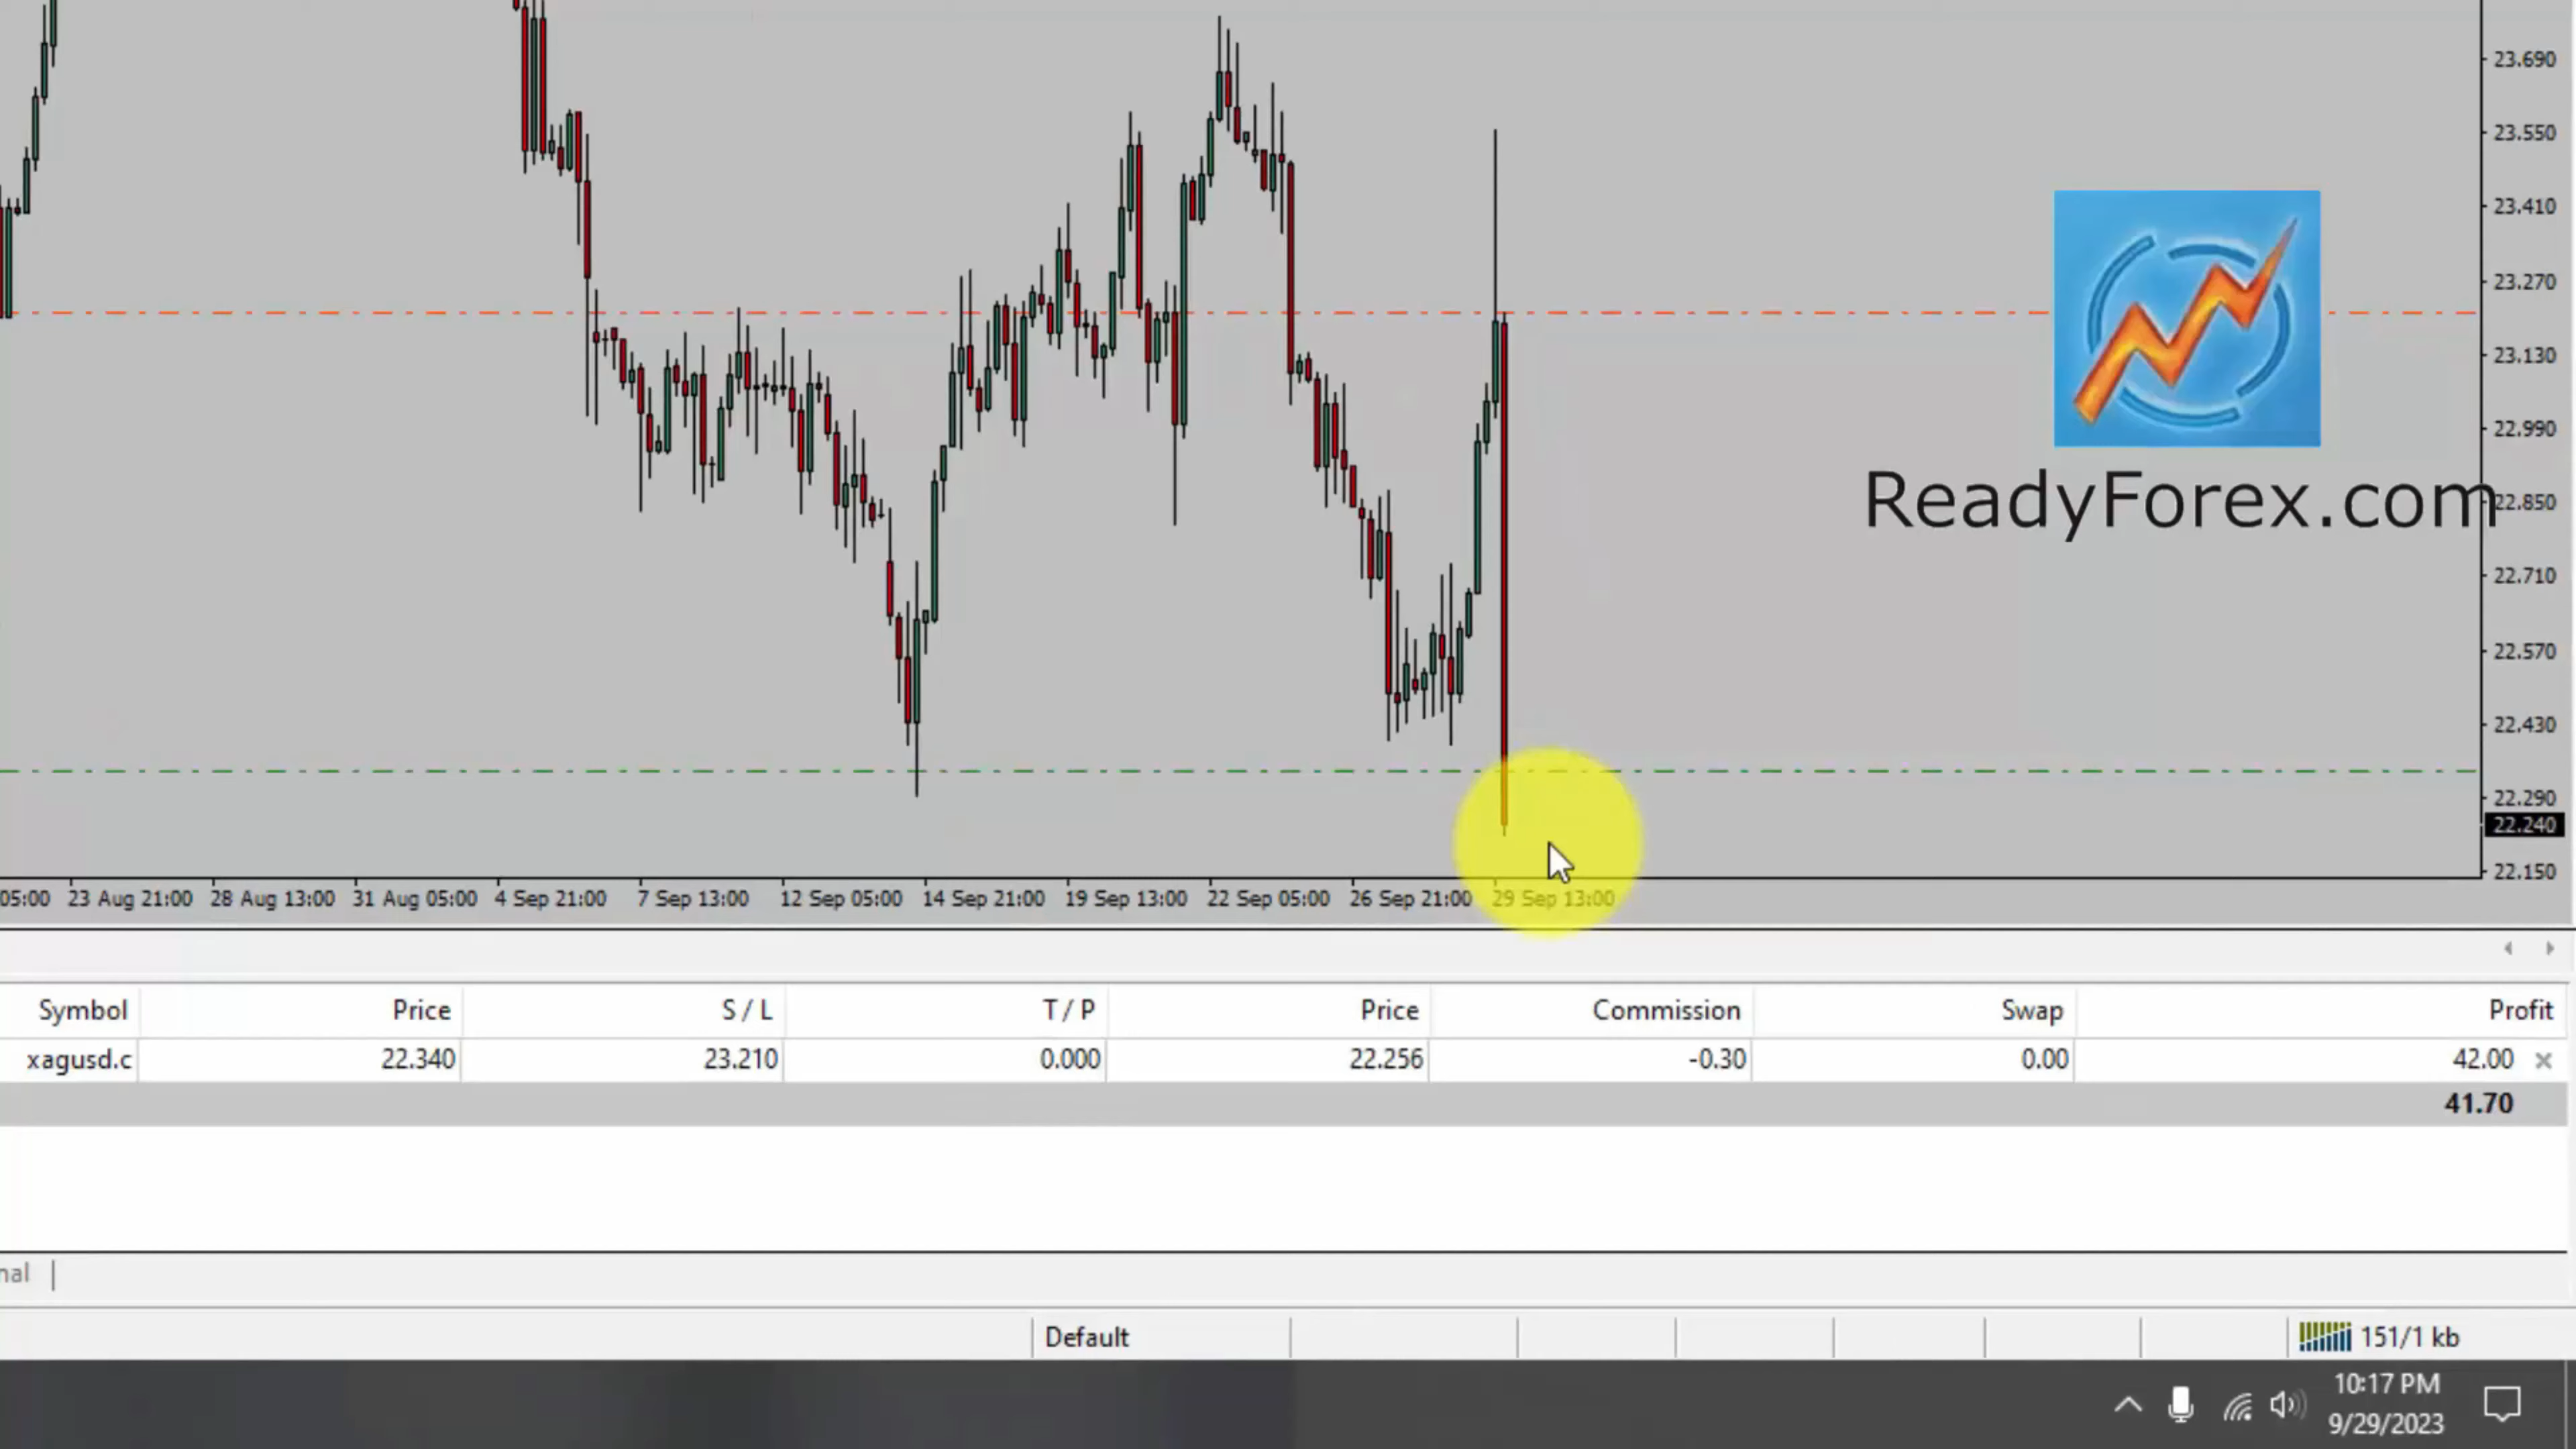 23.690
23.550
23.410
23.270
23.130
22.990
ReadyForex.com
22.850
22.710
22.570
22.430
22.290
22.240
22.150
05:00 23 Aug 21:00 28 Aug 13:00 31 Aug 05:00 4 Sep 21:00 7 Sep 13:00 12 Sep 05:00 14 Sep 21:00 19 Sep 13:00 22 Sep 05:00 26 Sep 21:00 29 Sep 13:00
Symbol Price S / L T / P Price Commission Swap Profit
xagusd.c 22.340 23.210 0.000 22.256 -0.30 0.00 42.00
41.70
nal
Default 151/1 kb
10:17 PM
9/29/2023